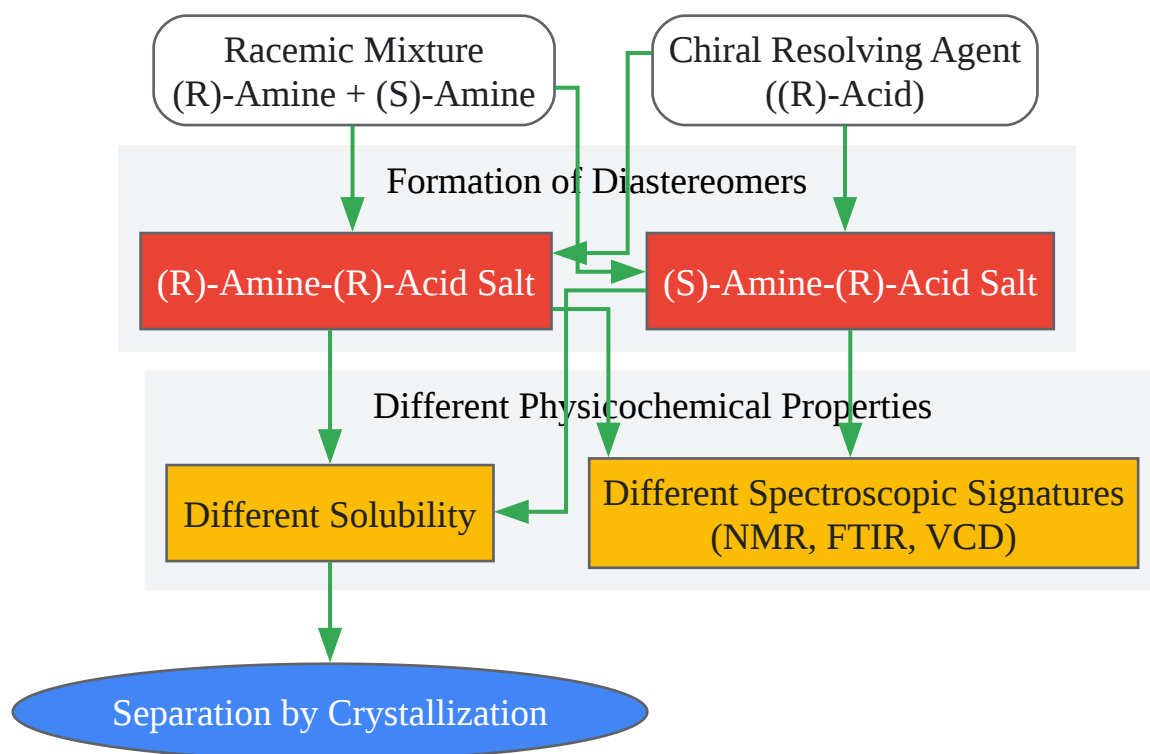 Racemic Mixture
(R)-Amine + (S)-Amine
Chiral Resolving Agent
((R)-Acid)
Formation of Diastereomers
(R)-Amine-(R)-Acid Salt
(S)-Amine-(R)-Acid Salt
Different Physicochemical Properties
Different Solubility
Different Spectroscopic Signatures
(NMR, FTIR, VCD)
Separation by Crystallization